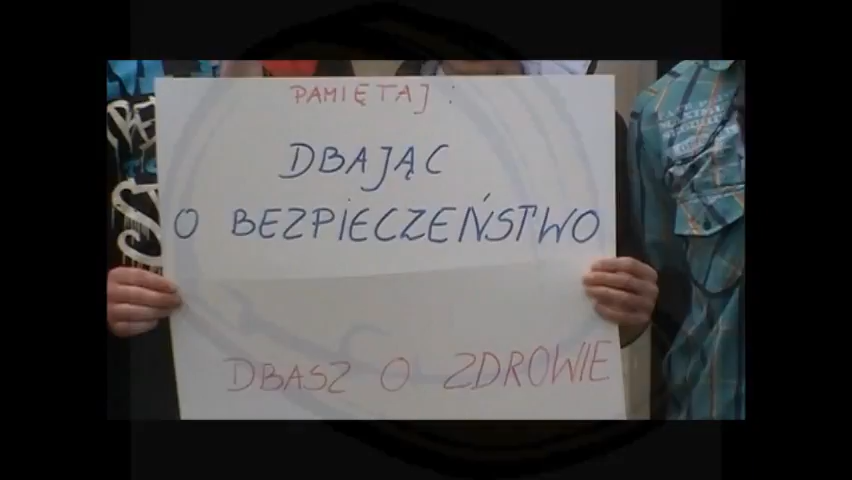 PAMIĘTAJ:
DBAJĄC
O BEZPIECZEŃSTWO
DBASZ O ZDROWIE